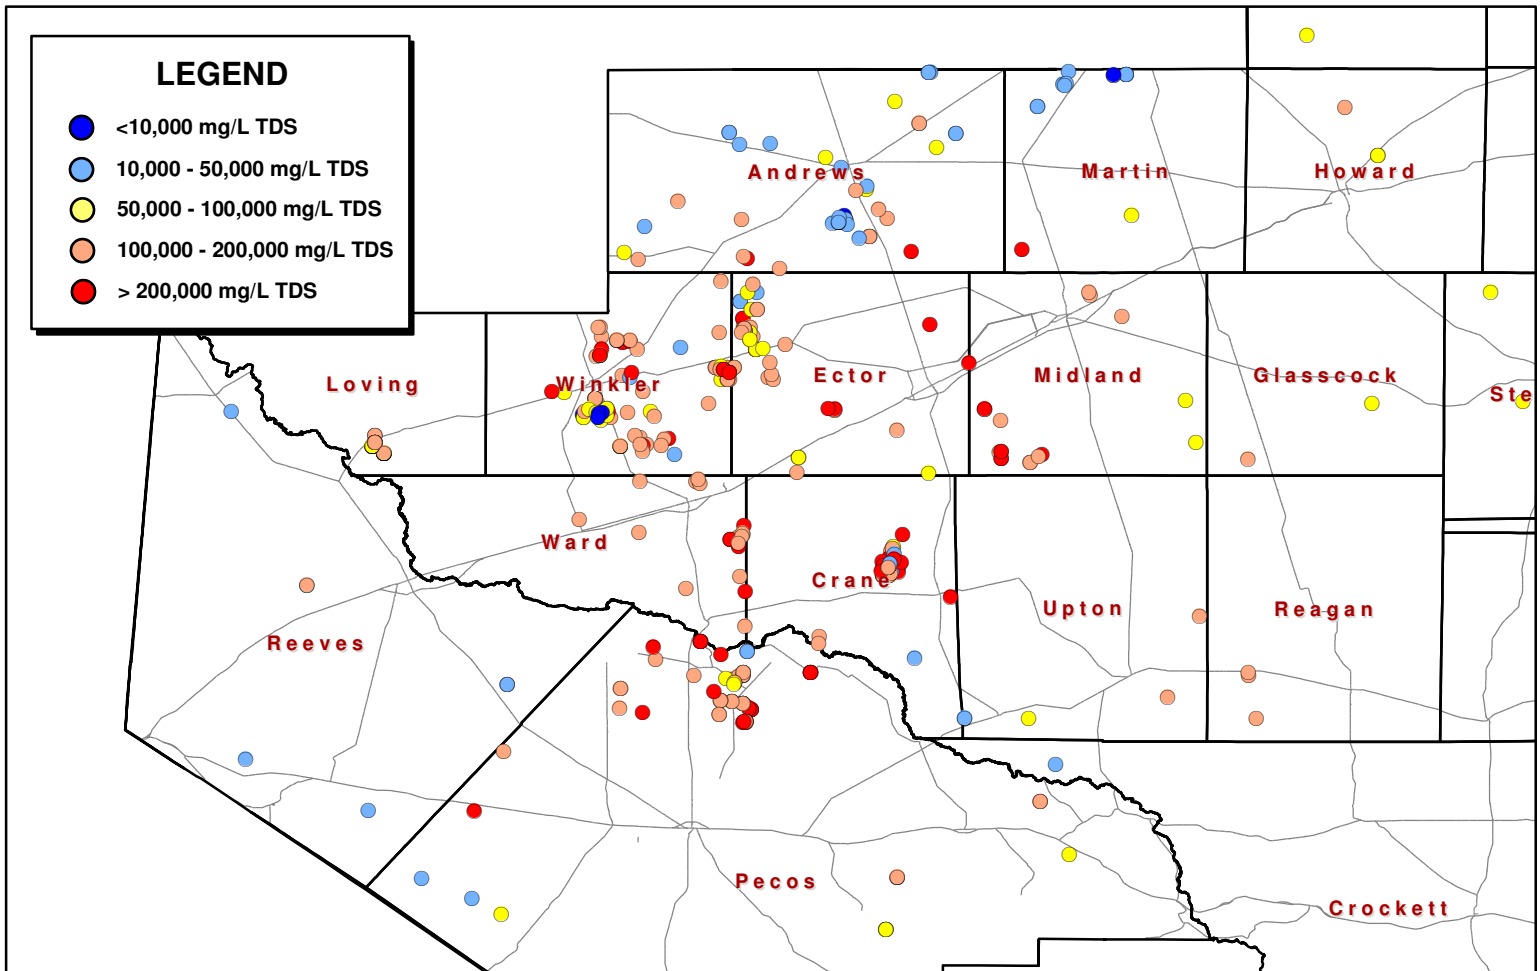 LEGEND
<10,000 mg/L TDS
10,000 - 50,000 mg/L TDS
50,000 - 100,000 mg/L TDS
100,000 - 200,000 mg/L TDS
> 200,000 mg/L TDS
Andrews
Martin
Howard
Loving
Winkler
Ector
Midland
Glasscock
Ste
Ward
Crane
Upton
Reagan
Reeves
Pecos
Crockett